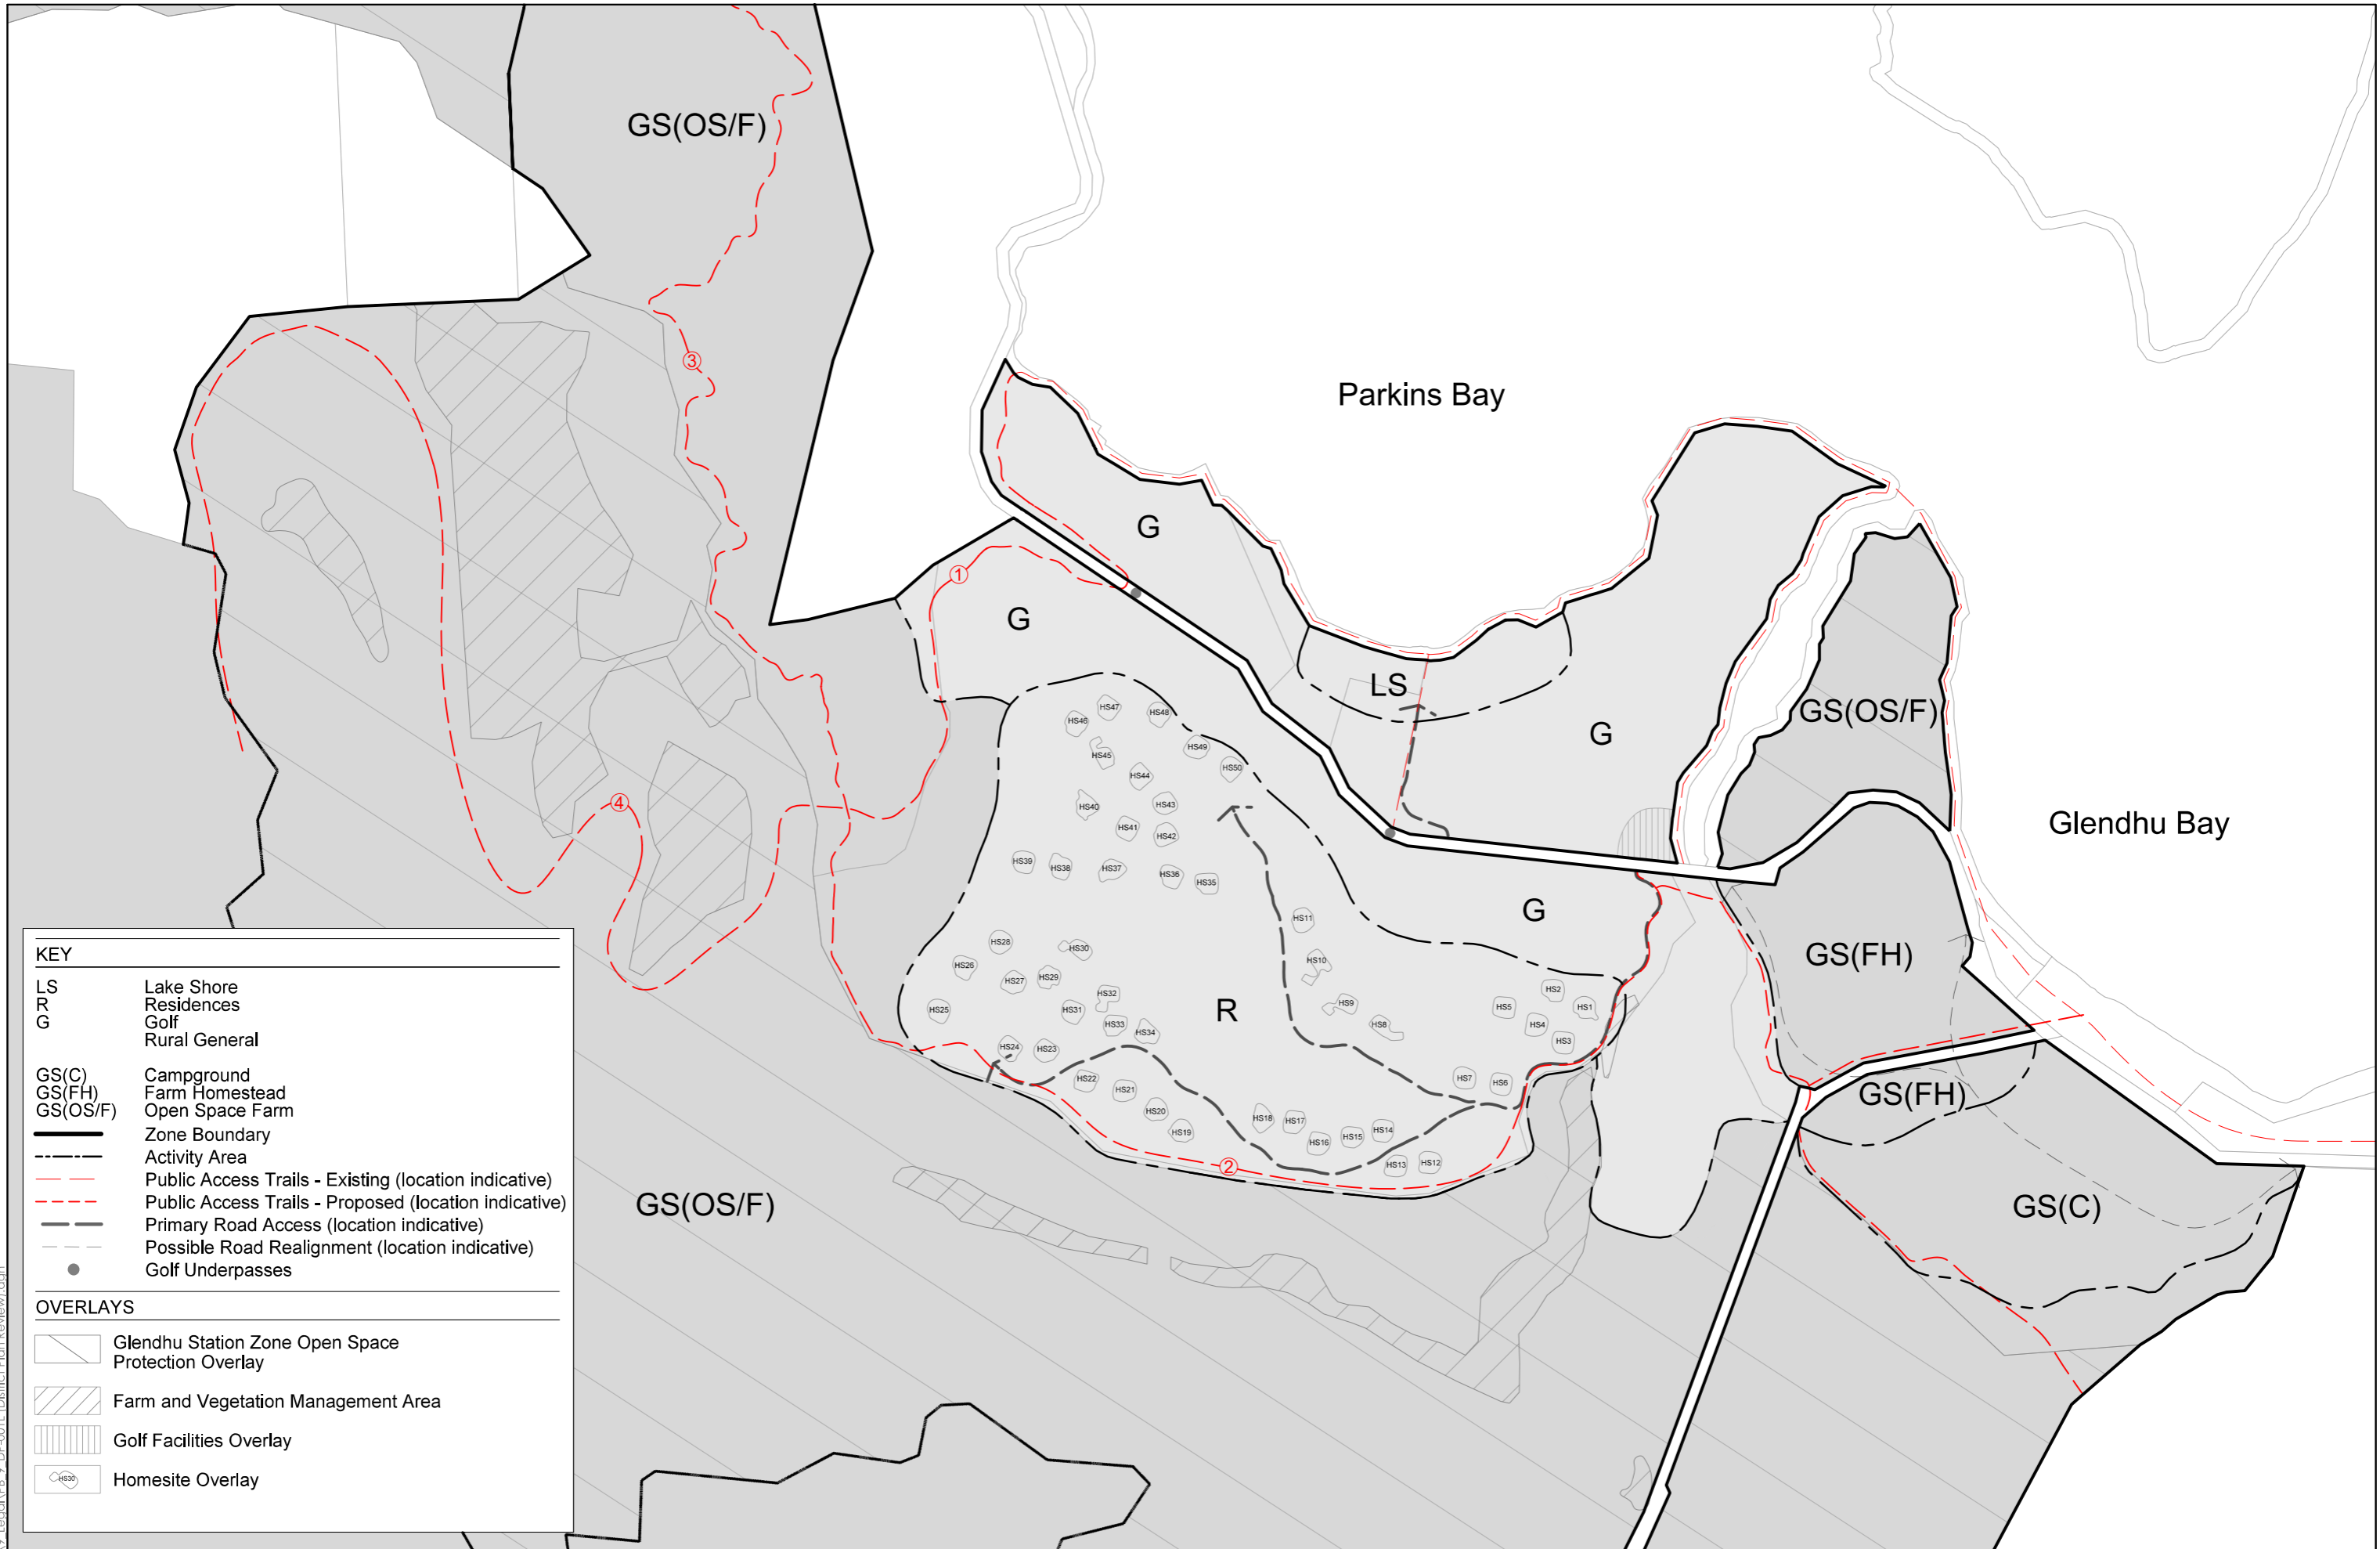 GS(OS/F)
Parkins Bay
3
1
G
G
LS
G
GS(OS/F)
Glendhu Bay
HS47
HS46
HS48
HS45
HS49
HS50
HS44
HS40
HS43
HS41
HS42
HS39
HS38
HS37
HS36
HS35
4
G
HS11
HS28
HS30
HS26
HS27
HS29
HS10
HS25
HS32
HS31
HS33
HS34
R
HS9
HS8
HS5
HS2
HS1
HS4
HS3
HS24
HS23
HS22
HS21
HS20
HS19
HS7
HS6
HS18
HS17
HS16
HS15
HS14
HS13
HS12
2
GS(FH)
GS(FH)
GS(OS/F)
GS(C)
KEY
LS Lake Shore
R Residences
G Golf
Rural General
GS(C) Campground
GS(FH) Farm Homestead
GS(OS/F) Open Space Farm
Zone Boundary
Activity Area
Public Access Trails - Existing (location indicative)
Public Access Trails - Proposed (location indicative)
Primary Road Access (location indicative)
Possible Road Realignment (location indicative)
Golf Underpasses
OVERLAYS
Glendhu Station Zone Open Space
Protection Overlay
Farm and Vegetation Management Area
Golf Facilities Overlay
HS30 Homesite Overlay